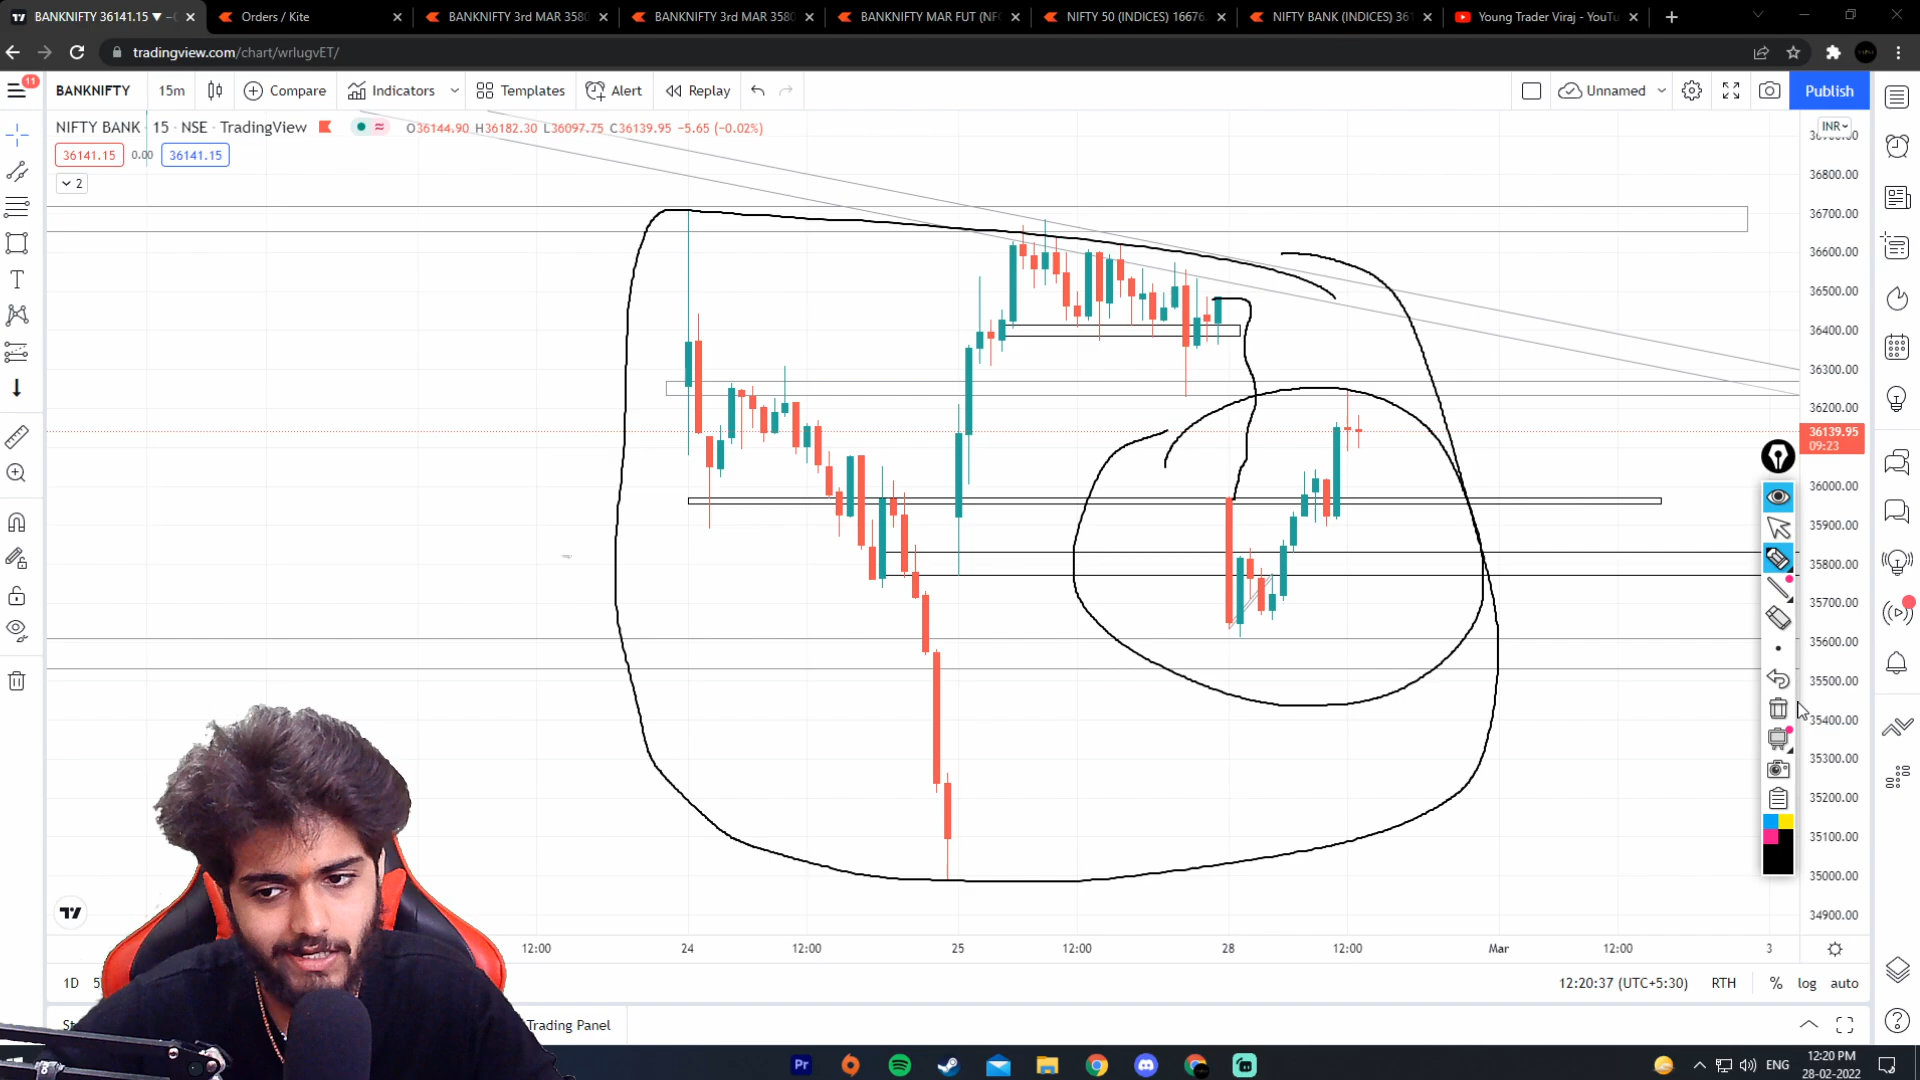 BANKNIFTY 36141.15 ▼ −
Orders / Kite
BANKNIFTY 3rd MAR 3580
BANKNIFTY 3rd MAR 3580
BANKNIFTY MAR FUT (NF
NIFTY 50 (INDICES) 16676
NIFTY BANK (INDICES) 361
Young Trader Viraj - YouTu
tradingview.com/chart/wrlugvET/
11
BANKNIFTY
15m
Compare
Indicators
Templates
Alert
Replay
Unnamed
Publish
NIFTY BANK · 15 · NSE · TradingView
O36144.90 H36182.30 L36097.75 C36139.95 −5.65 (−0.02%)
INR
36141.15
0.00
36141.15
2
36800.00
36700.00
36600.00
36500.00
36400.00
36300.00
36200.00
36139.95
09:23
36000.00
35900.00
35800.00
35700.00
35600.00
35500.00
35400.00
35300.00
35200.00
35100.00
35000.00
34900.00
12:00
24
12:00
25
12:00
28
12:00
Mar
12:00
3
1D
5
12:20:37 (UTC+5:30)
RTH
%
log
auto
Trading Panel
Pr
ENG
12:20 PM
28-02-2022